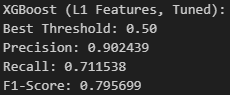 XGBoost (L1 Features, Tuned):
Best Threshold: 0.50
Precision: 0.902439
Recall: 0.711538
F1-Score: 0.795699